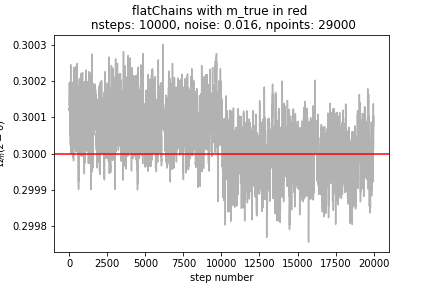 flatChains with m_true in red
nsteps: 10000, noise: 0.016, npoints: 29000
0.3003
0.3002
0.3001
0.3000
0.2999
0.2998
0 2500 5000 7500 10000 12500 15000 17500 20000
step number